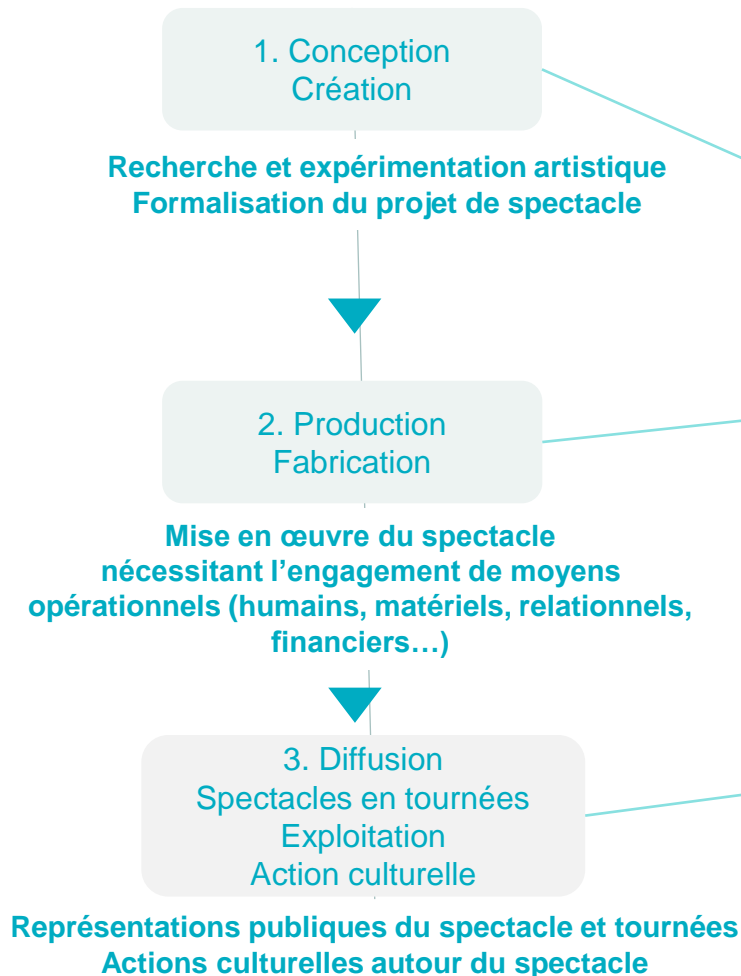 1. Conception
Création
Recherche et expérimentation artistique
Formalisation du projet de spectacle
2. Production
Fabrication
Mise en œuvre du spectacle
nécessitant l’engagement de moyens
opérationnels (humains, matériels, relationnels,
financiers…)
3. Diffusion
Spectacles en tournées
Exploitation
Action culturelle
Représentations publiques du spectacle et tournées
Actions culturelles autour du spectacle